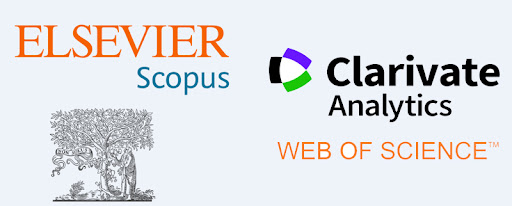 ELSEVIER
Scopus
Clarivate
Analytics
WEB OF SCIENCE™